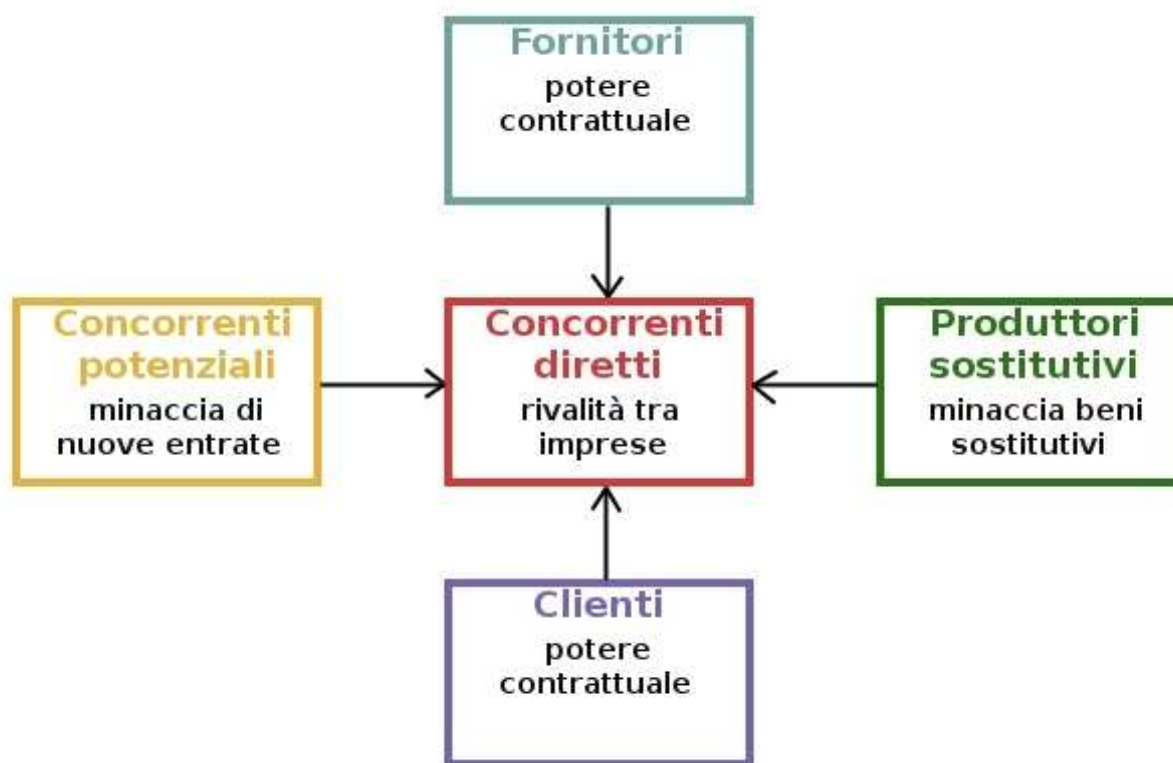 Fornitori
potere
contrattuale
Concorrenti
potenziali
minaccia di
nuove entrate
Concorrenti
diretti
rivalità tra
imprese
Produttori
sostitutivi
minaccia beni
sostitutivi
Clienti
potere
contrattuale